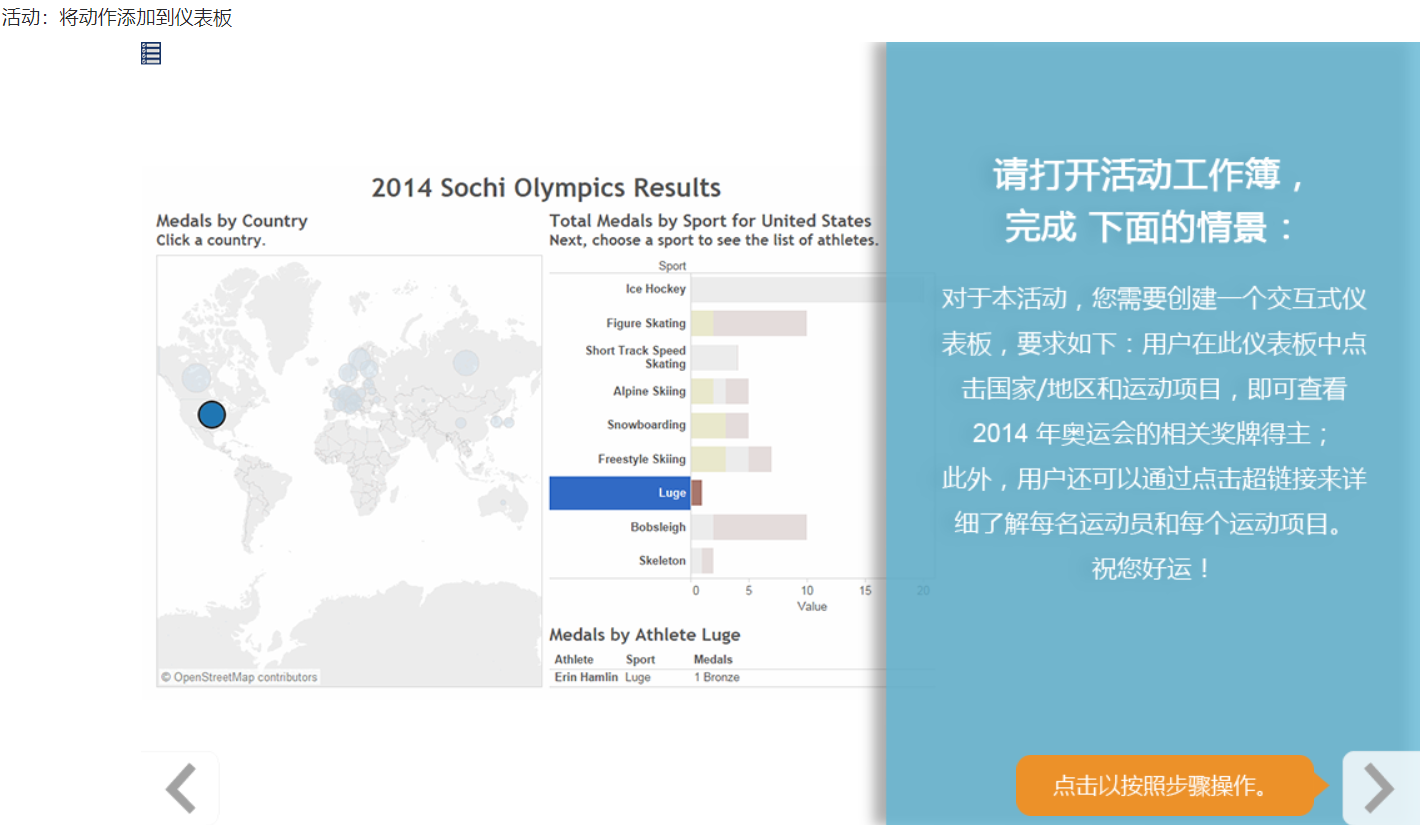 活动：将动作添加到仪表板
2014 Sochi Olympics Results
Medals by Country
Click a country.
© OpenStreetMap contributors
Total Medals by Sport for United States
Next, choose a sport to see the list of athletes.
Sport
Ice Hockey
Figure Skating
Short Track Speed
Skating
Alpine Skiing
Snowboarding
Freestyle Skiing
Luge
Bobsleigh
Skeleton
0 5 10 15 20
Value
Medals by Athlete Luge
Athlete Sport Medals
Erin Hamlin Luge 1 Bronze
请打开活动工作簿，
完成 下面的情景：
对于本活动，您需要创建一个交互式仪
表板，要求如下：用户在此仪表板中点
击国家/地区和运动项目，即可查看
2014 年奥运会的相关奖牌得主；
此外，用户还可以通过点击超链接来详
细了解每名运动员和每个运动项目。
祝您好运！
点击以按照步骤操作。